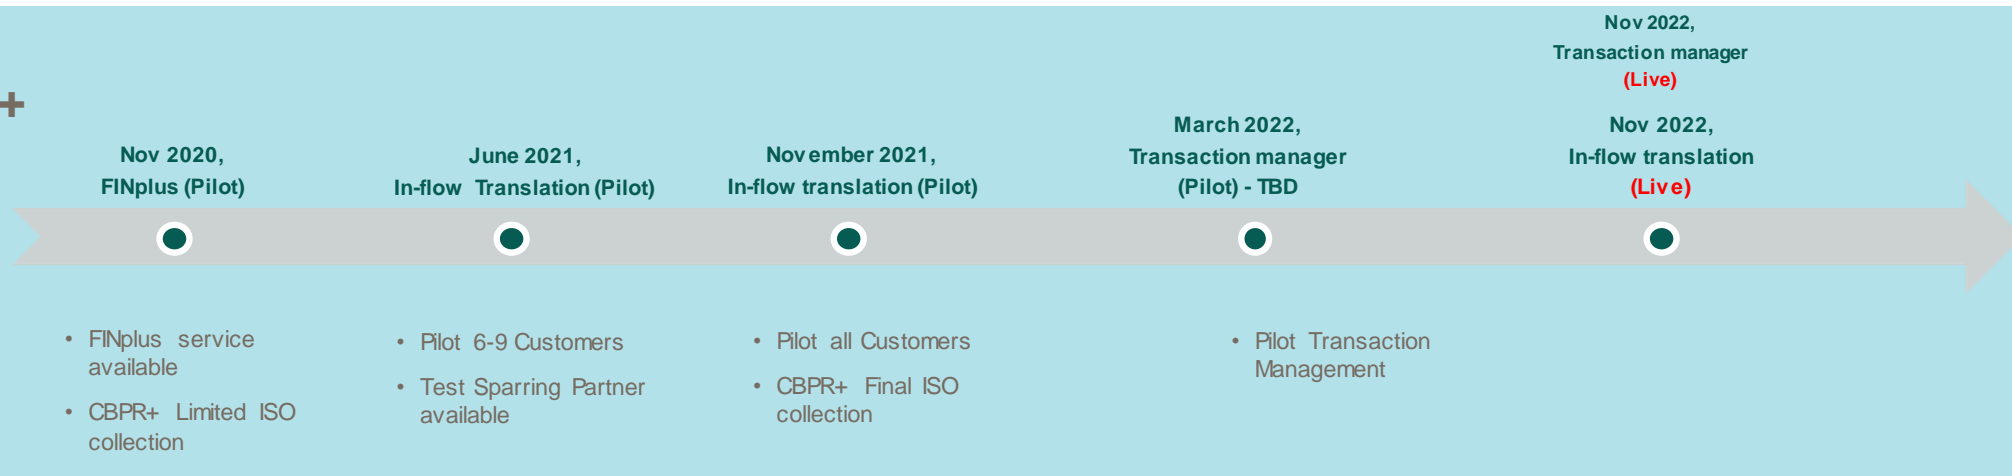 +
Nov 2020,
FINplus (Pilot)
June 2021,
In-flow Translation (Pilot)
November 2021,
In-flow translation (Pilot)
March 2022,
Transaction manager
(Pilot) - TBD
Nov 2022,
Transaction manager
(Live)
Nov 2022,
In-flow translation
(Live)
• FINplus service
available
• CBPR+ Limited ISO
collection
• Pilot 6-9 Customers
• Test Sparring Partner
available
• Pilot all Customers
• CBPR+ Final ISO
collection
• Pilot Transaction
Management